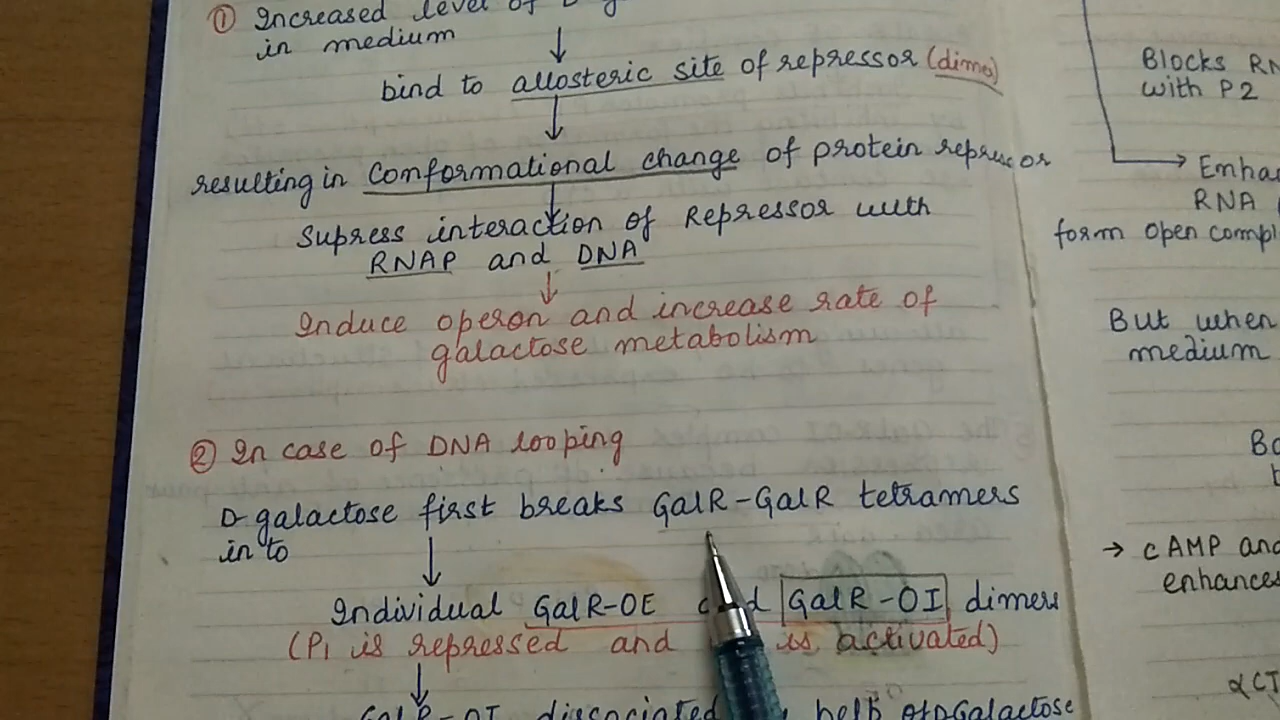 ① Increased level of D-g
in medium
↓
bind to allosteric site of repressor (dimer)
↓
resulting in conformational change of protein repressor
↓
Supress interaction of Repressor with
RNAP and DNA
↓
Induce operon and increase rate of
galactose metabolism
② In case of DNA looping
D-galactose first breaks GalR-GalR tetramers
in to
↓
Individual GalR-OE GalR-OI dimers
(P1 is repressed and is activated)
↓
GalR-OI dissociated help of D-Galactose
Blocks RN
with P2
→ Enha
RNA
form open compl
But when
medium
→ cAMP and
enhances
αCT